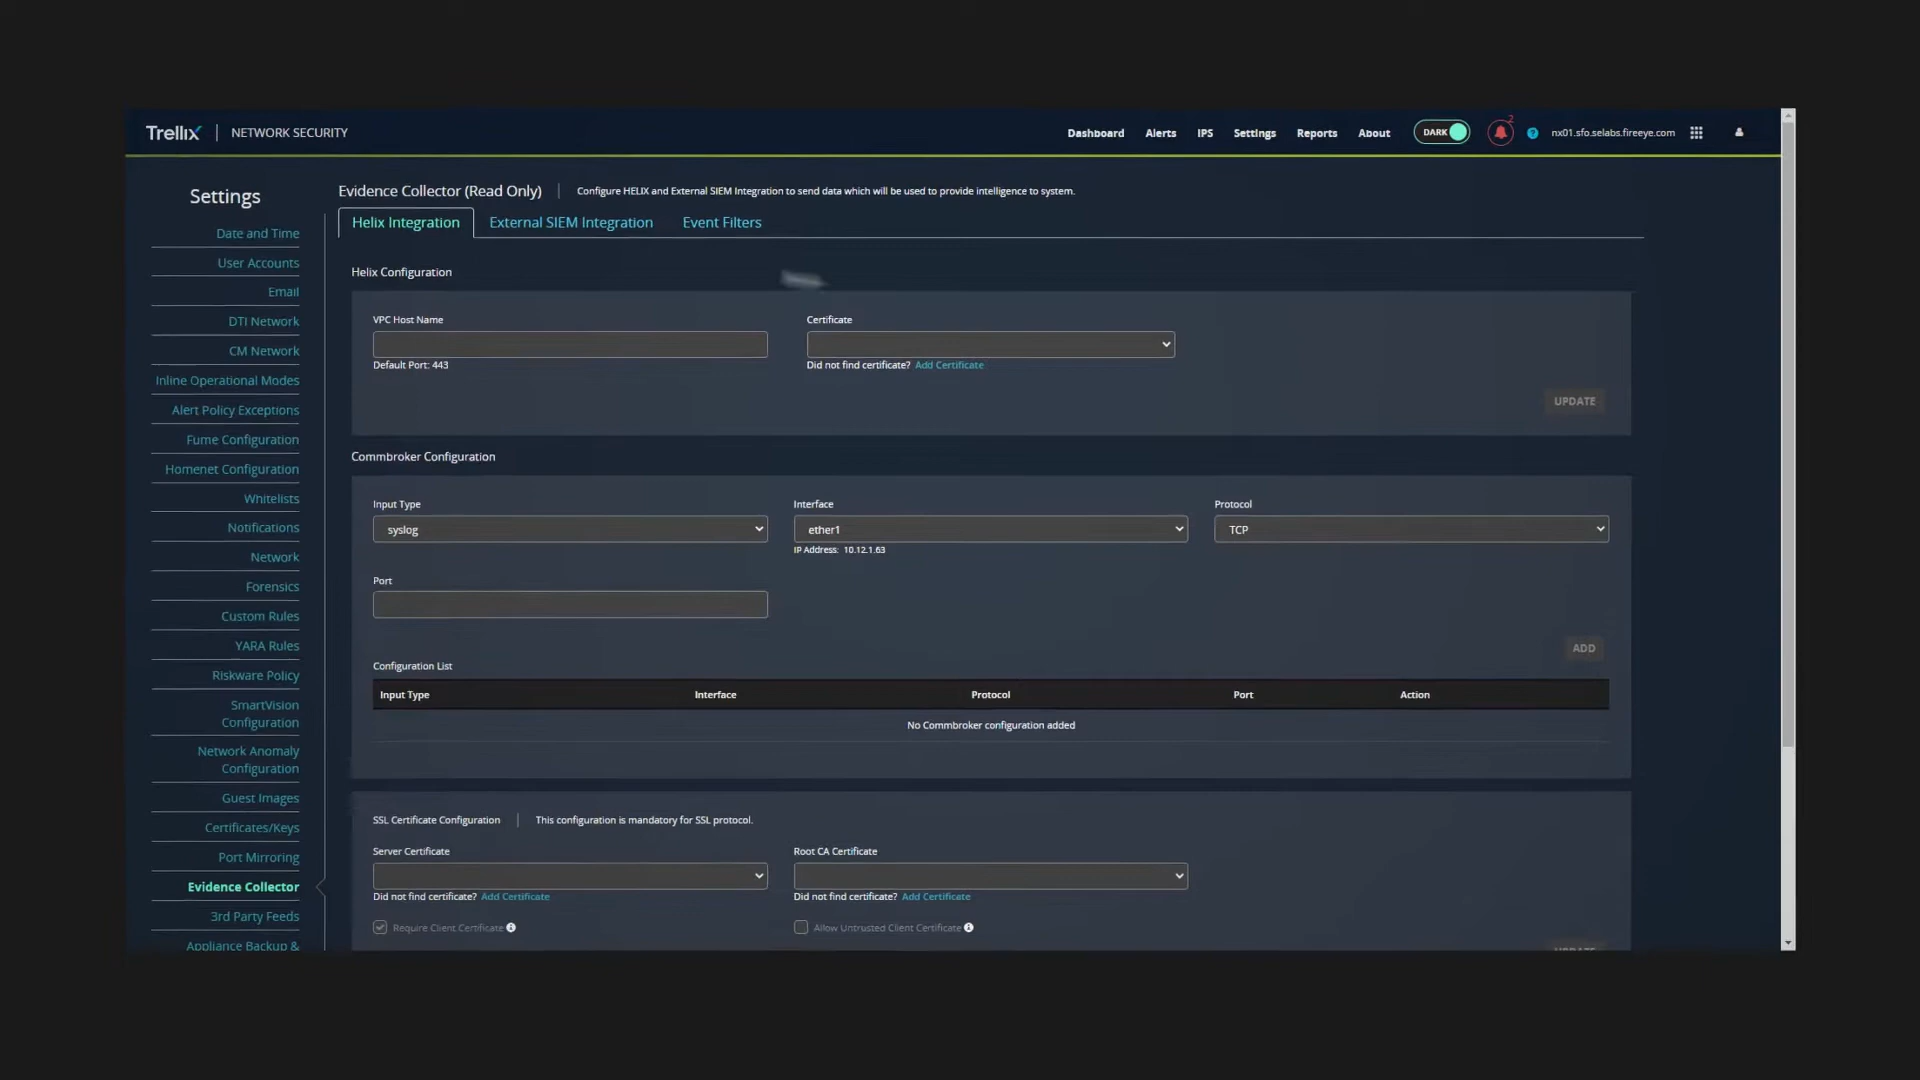 Trellix | NETWORK SECURITY
Dashboard Alerts IPS Settings Reports About DARK 2 nx01.sfo.selabs.fireeye.com
Settings
Date and Time
User Accounts
Email
DTI Network
CM Network
Inline Operational Modes
Alert Policy Exceptions
Fume Configuration
Homenet Configuration
Whitelists
Notifications
Network
Forensics
Custom Rules
YARA Rules
Riskware Policy
SmartVision
Configuration
Network Anomaly
Configuration
Guest Images
Certificates/Keys
Port Mirroring
Evidence Collector
3rd Party Feeds
Appliance Backup &
Evidence Collector (Read Only) | Configure HELIX and External SIEM Integration to send data which will be used to provide intelligence to system.
Helix Integration External SIEM Integration Event Filters
Helix Configuration
VPC Host Name Certificate
Default Port: 443 Did not find certificate? Add Certificate
UPDATE
Commbroker Configuration
Input Type Interface Protocol
syslog ether1 TCP
IP Address: 10.12.1.63
Port
ADD
Configuration List
Input Type Interface Protocol Port Action
No Commbroker configuration added
SSL Certificate Configuration | This configuration is mandatory for SSL protocol.
Server Certificate Root CA Certificate
Did not find certificate? Add Certificate Did not find certificate? Add Certificate
Require Client Certificate Allow Untrusted Client Certificate
UPDATE